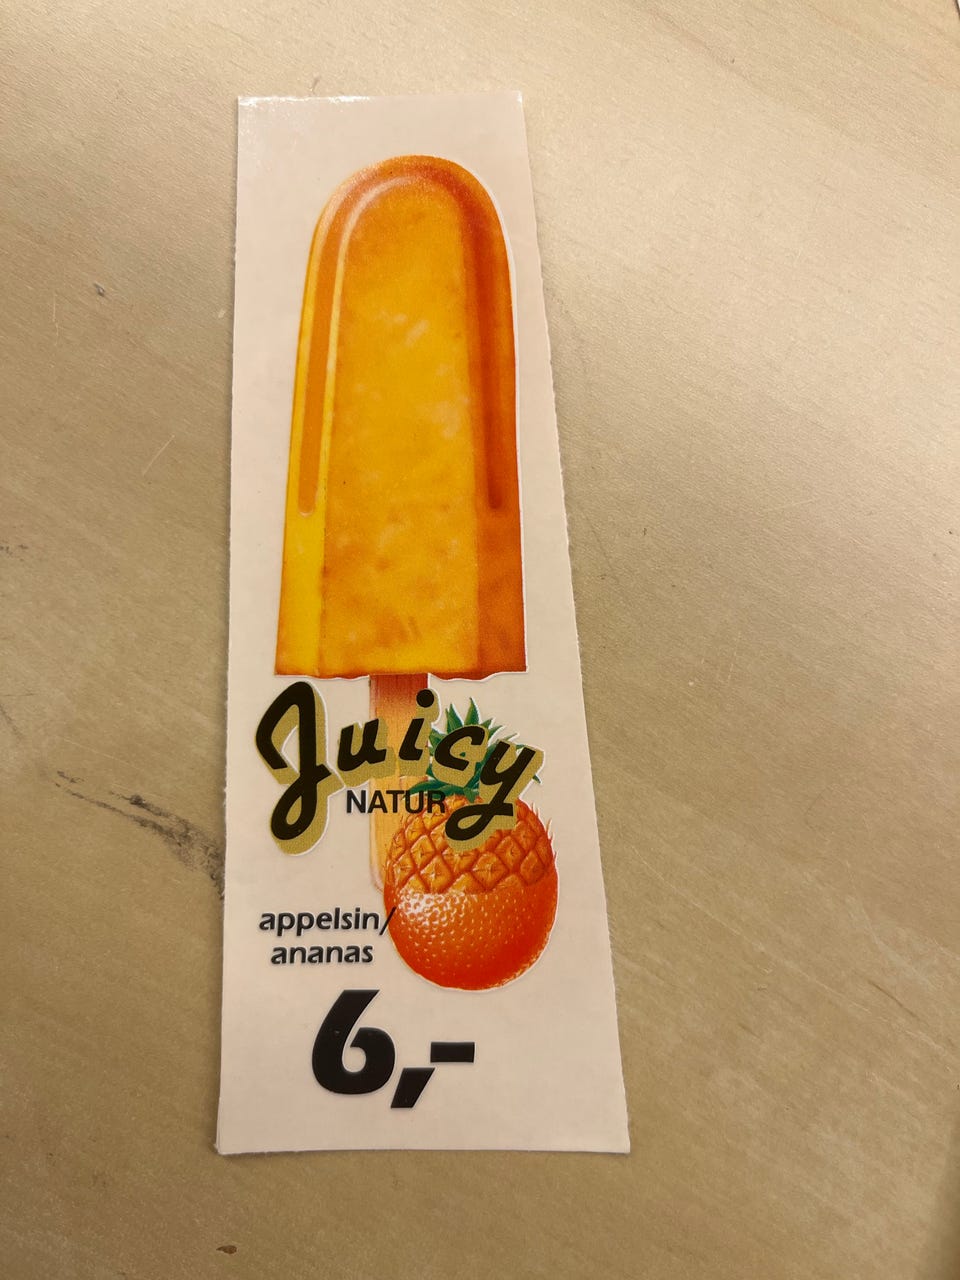 Juicy
NATUR
appelsin/
ananas
6,-